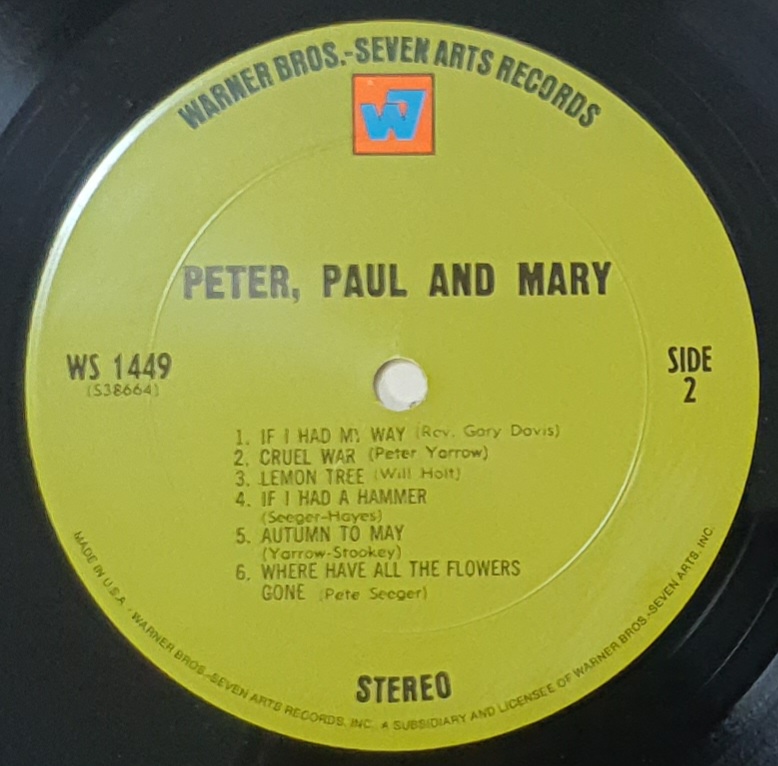 WARNER BROS.-SEVEN ARTS RECORDS
W7
PETER, PAUL AND MARY
WS 1449
(S38664)
SIDE
2
1. IF I HAD MY WAY (Rev. Gary Davis)
2. CRUEL WAR (Peter Yarrow)
3. LEMON TREE (Will Holt)
4. IF I HAD A HAMMER
(Seeger-Hayes)
5. AUTUMN TO MAY
(Yarrow-Stookey)
6. WHERE HAVE ALL THE FLOWERS
GONE (Pete Seeger)
STEREO
MADE IN U.S.A. · WARNER BROS.-SEVEN ARTS RECORDS, INC., A SUBSIDIARY AND LICENSEE OF WARNER BROS.-SEVEN ARTS, INC.